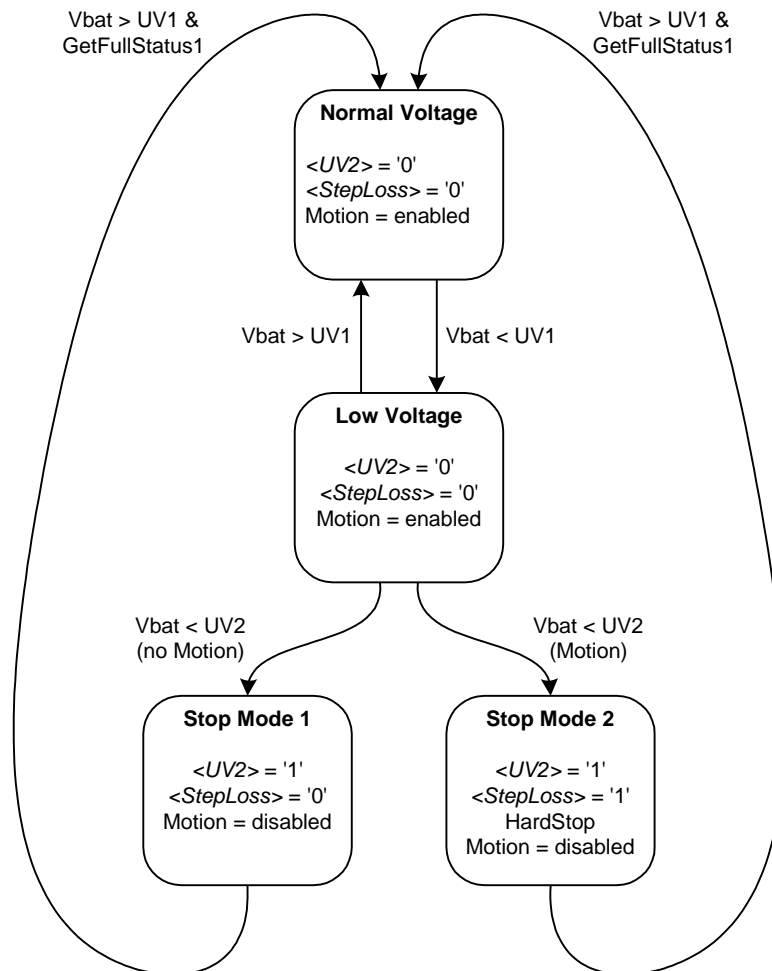 Vbat > UV1 &
GetFullStatus1
Vbat > UV1 &
GetFullStatus1
Normal Voltage
<UV2> = '0'
<StepLoss> = '0'
Motion = enabled
Vbat > UV1
Vbat < UV1
Low Voltage
<UV2> = '0'
<StepLoss> = '0'
Motion = enabled
Vbat < UV2
(no Motion)
Vbat < UV2
(Motion)
Stop Mode 1
<UV2> = '1'
<StepLoss> = '0'
Motion = disabled
Stop Mode 2
<UV2> = '1'
<StepLoss> = '1'
HardStop
Motion = disabled